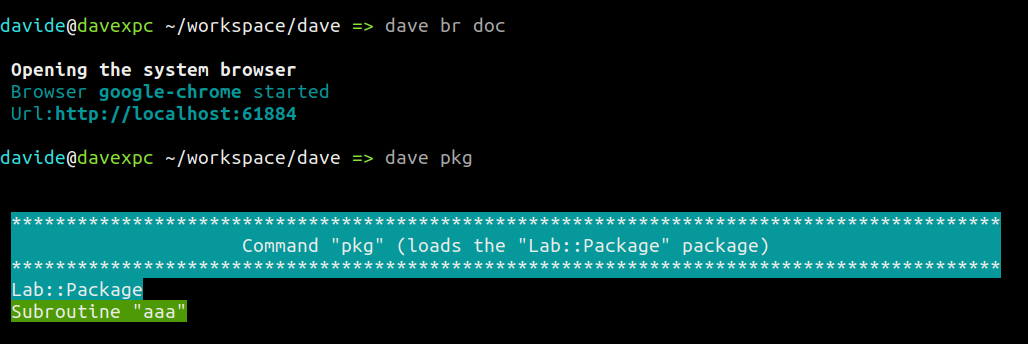 davide@davexpc ~/workspace/dave => dave br doc
Opening the system browser
Browser google-chrome started
Url:http://localhost:61884
davide@davexpc ~/workspace/dave => dave pkg
******************************************************************************************
Command "pkg" (loads the "Lab::Package" package)
******************************************************************************************
Lab::Package
Subroutine "aaa"